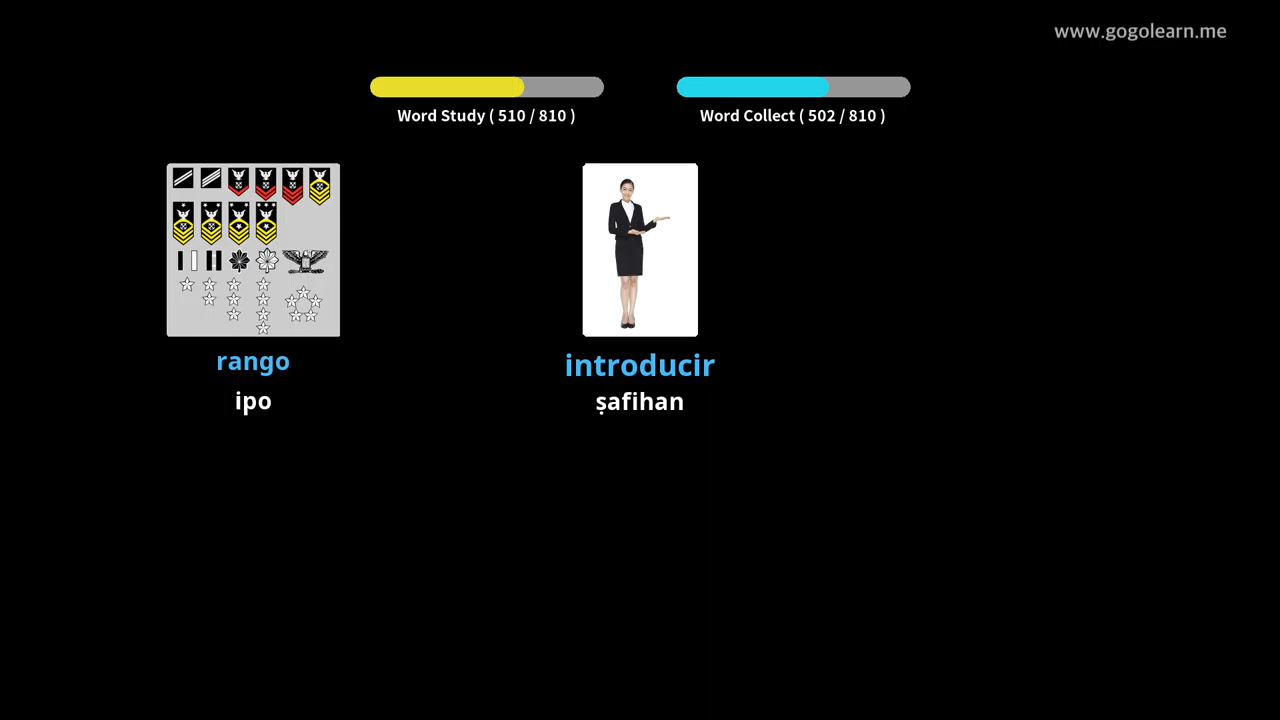 www.gogolearn.me
Word Study ( 510 / 810 )
Word Collect ( 502 / 810 )
rango
ipo
introducir
ṣafihan